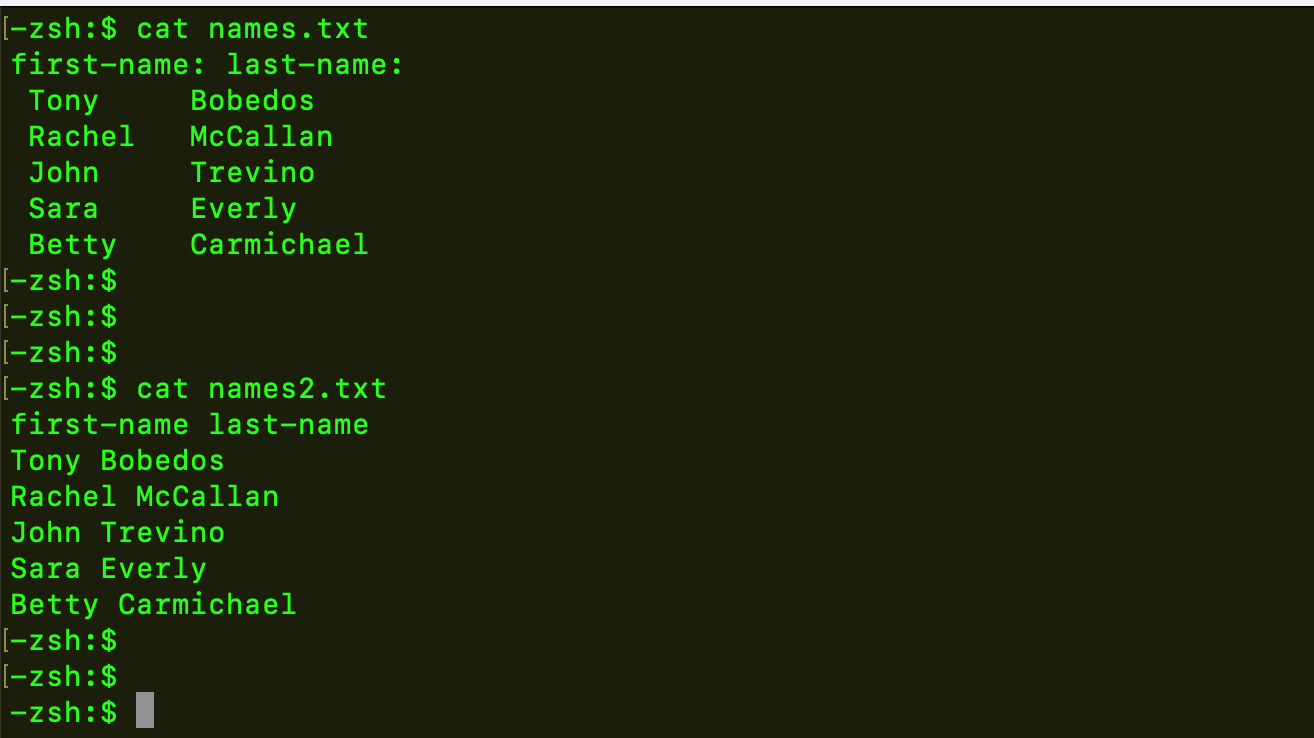 [-zsh:$ cat names.txt
first-name: last-name:
 Tony     Bobedos
 Rachel   McCallan
 John     Trevino
 Sara     Everly
 Betty    Carmichael
[-zsh:$
[-zsh:$
[-zsh:$
[-zsh:$ cat names2.txt
first-name last-name
Tony Bobedos
Rachel McCallan
John Trevino
Sara Everly
Betty Carmichael
[-zsh:$
[-zsh:$
-zsh:$